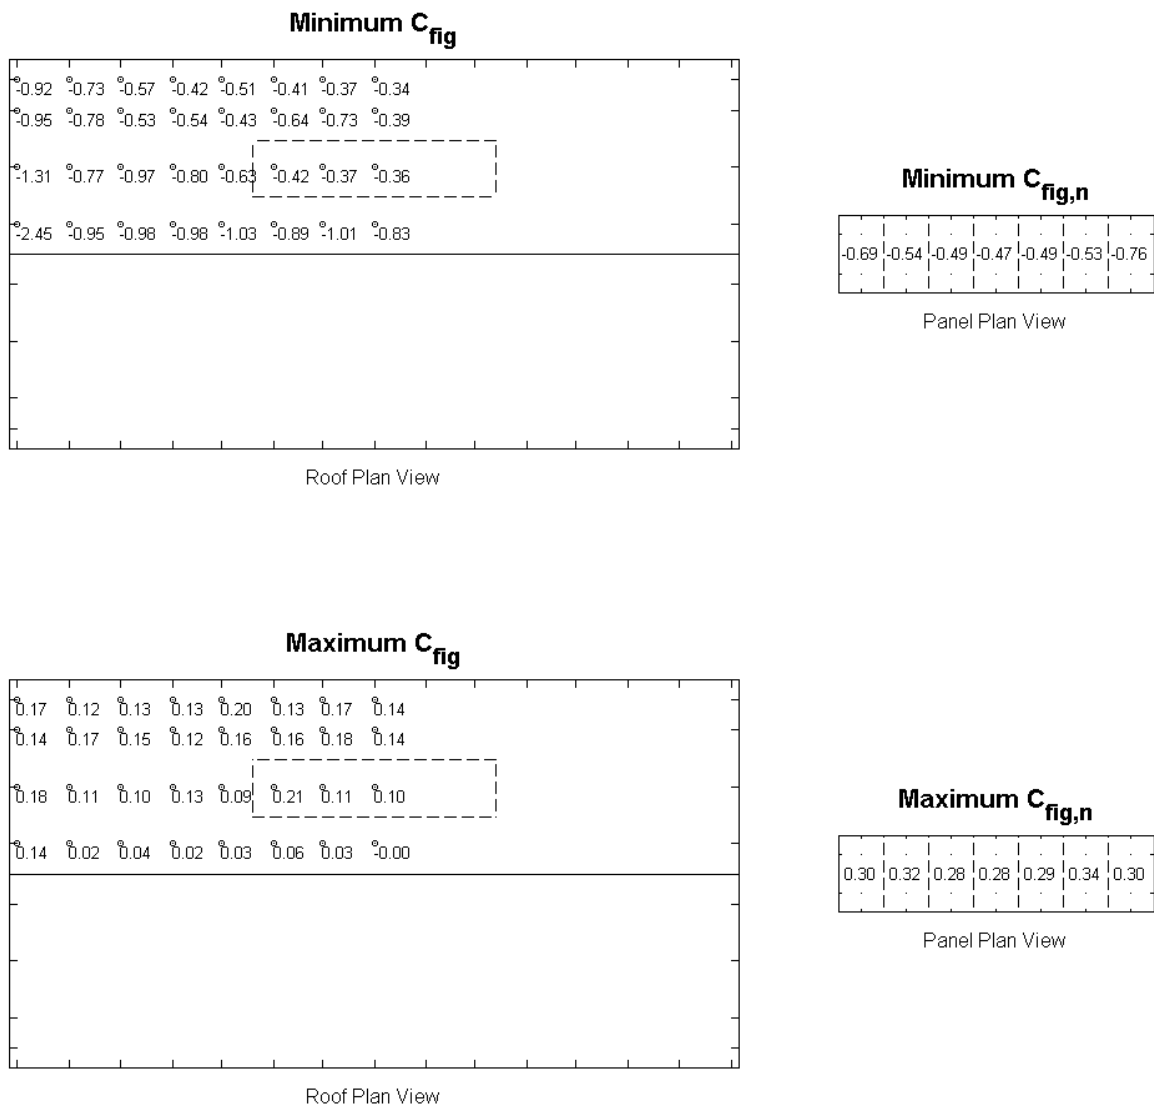 Minimum Cfig
-0.92 -0.73 -0.57 -0.42 -0.51 -0.41 -0.37 -0.34
-0.95 -0.78 -0.53 -0.54 -0.43 -0.64 -0.73 -0.39
-1.31 -0.77 -0.97 -0.80 -0.63 -0.42 -0.37 -0.36
-2.45 -0.95 -0.98 -0.98 -1.03 -0.89 -1.01 -0.83
Roof Plan View
Minimum Cfig,n
-0.69 -0.54 -0.49 -0.47 -0.49 -0.53 -0.76
Panel Plan View
Maximum Cfig
0.17 0.12 0.13 0.13 0.20 0.13 0.17 0.14
0.14 0.17 0.15 0.12 0.16 0.16 0.18 0.14
0.18 0.11 0.10 0.13 0.09 0.21 0.11 0.10
0.14 0.02 0.04 0.02 0.03 0.06 0.03 -0.00
Roof Plan View
Maximum Cfig,n
0.30 0.32 0.28 0.28 0.29 0.34 0.30
Panel Plan View